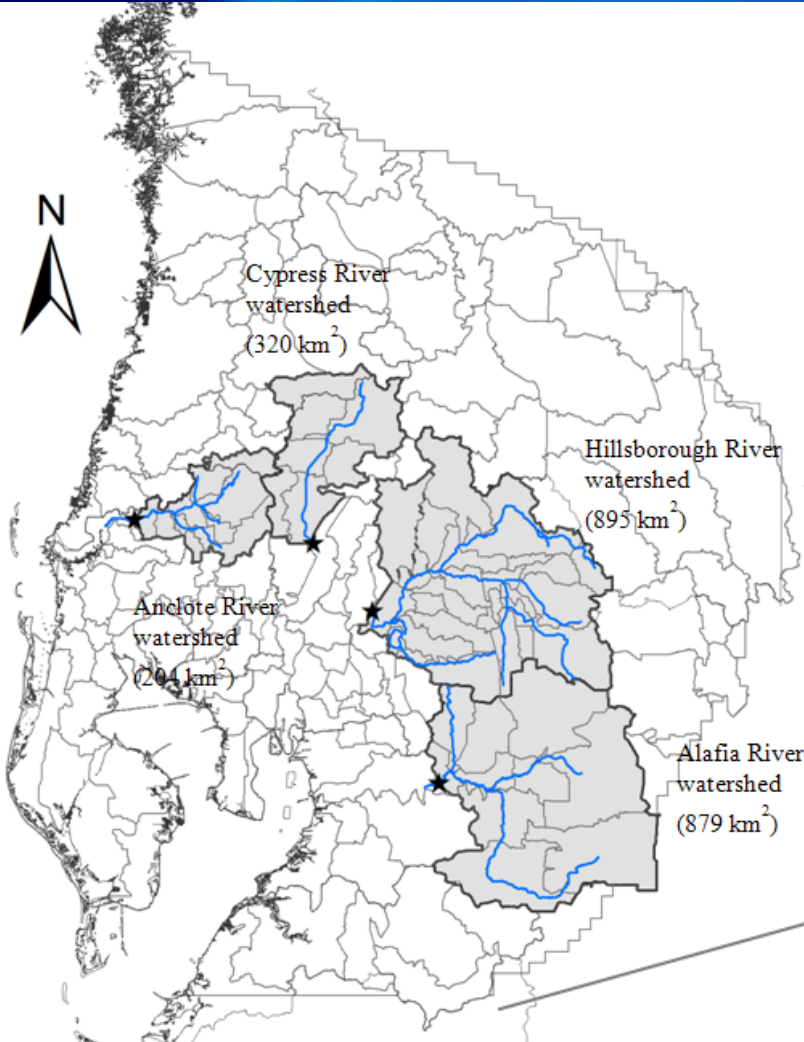 N
Cypress River
watershed
(320 km²)
Hillsborough River
watershed
(895 km²)
Anclote River
watershed
(204 km²)
Alafia River
watershed
(879 km²)